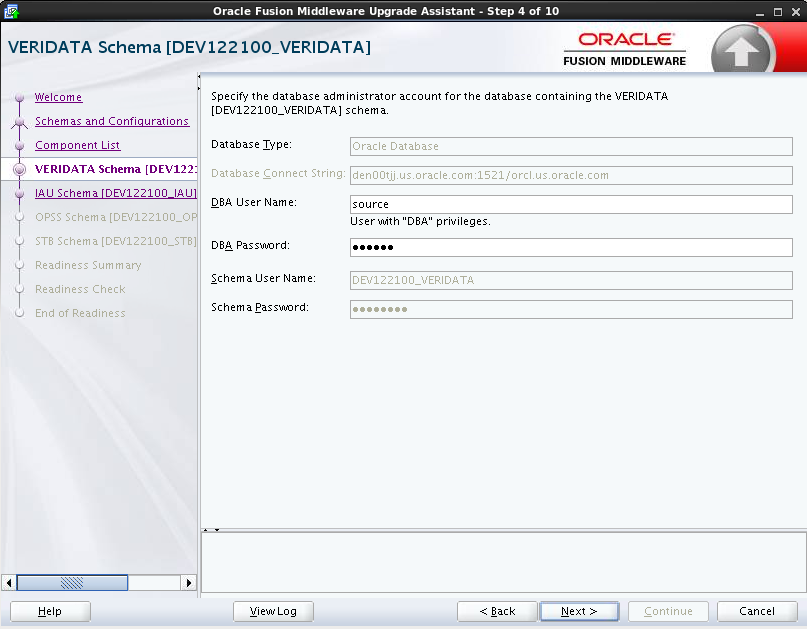 Oracle Fusion Middleware Upgrade Assistant - Step 4 of 10
VERIDATA Schema [DEV122100_VERIDATA]
ORACLE
FUSION MIDDLEWARE
Welcome
Schemas and Configurations
Component List
VERIDATA Schema [DEV122
IAU Schema [DEV122100_IAU]
OPSS Schema [DEV122100_OP
STB Schema [DEV122100_STB]
Readiness Summary
Readiness Check
End of Readiness
Specify the database administrator account for the database containing the VERIDATA
[DEV122100_VERIDATA] schema.
Database Type: Oracle Database
Database Connect String: den00tjj.us.oracle.com:1521/orcl.us.oracle.com
DBA User Name: source
User with "DBA" privileges.
DBA Password: ●●●●●●
Schema User Name: DEV122100_VERIDATA
Schema Password: ●●●●●●●●
Help
View Log
< Back
Next >
Continue
Cancel